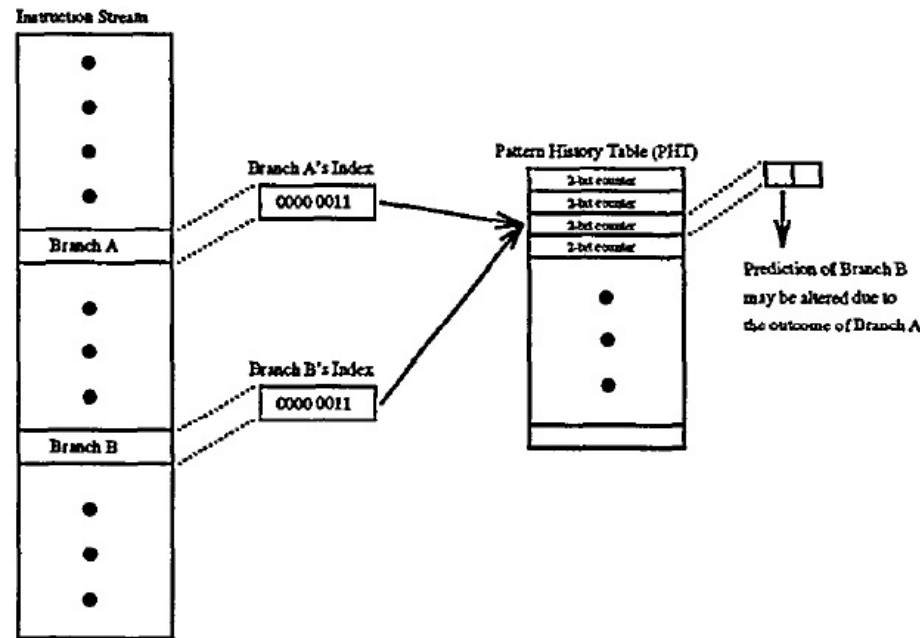 Instruction Stream
Branch A's Index
0000 0011
Branch A
Branch B's Index
0000 0011
Branch B
Pattern History Table (PHT)
2-bit counter
2-bit counter
2-bit counter
2-bit counter
Prediction of Branch B
may be altered due to
the outcome of Branch A